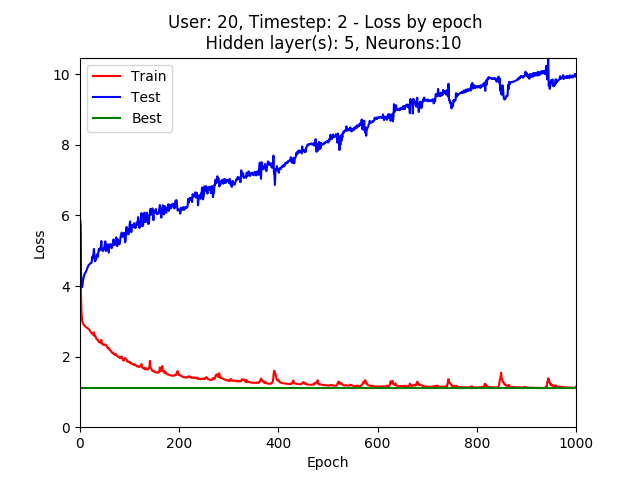 User: 20, Timestep: 2 - Loss by epoch
Hidden layer(s): 5, Neurons:10
Train
Test
Best
10
8
6
4
2
0
Loss
0 200 400 600 800 1000
Epoch